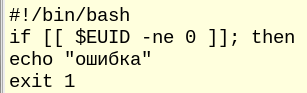 #!/bin/bash
if [[ $EUID -ne 0 ]]; then
echo "ошибка"
exit 1